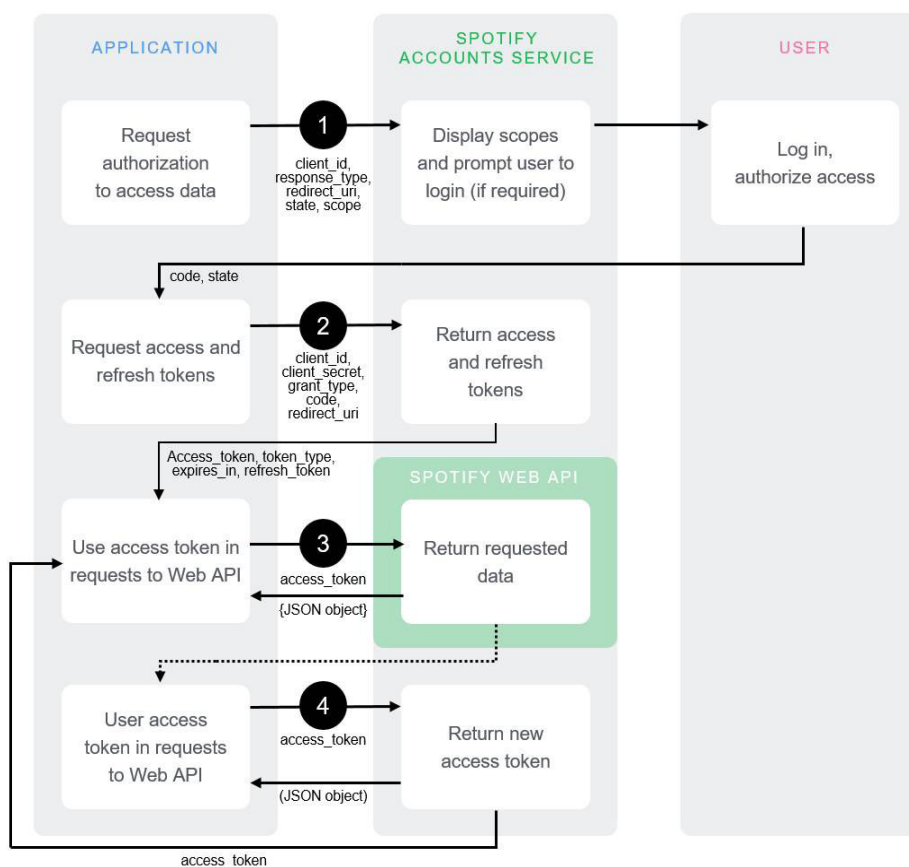 APPLICATION
SPOTIFY
ACCOUNTS SERVICE
USER
Request
authorization
to access data
1
client_id,
response_type,
redirect_uri,
state, scope
Display scopes
and prompt user to
login (if required)
Log in,
authorize access
code, state
Request access and
refresh tokens
2
client_id,
client_secret,
grant_type,
code,
redirect_uri
Return access
and refresh
tokens
Access_token, token_type,
expires_in, refresh_token
SPOTIFY WEB API
Use access token in
requests to Web API
3
access_token
{JSON object}
Return requested
data
User access
token in requests
to Web API
4
access_token
(JSON object)
Return new
access token
access_token